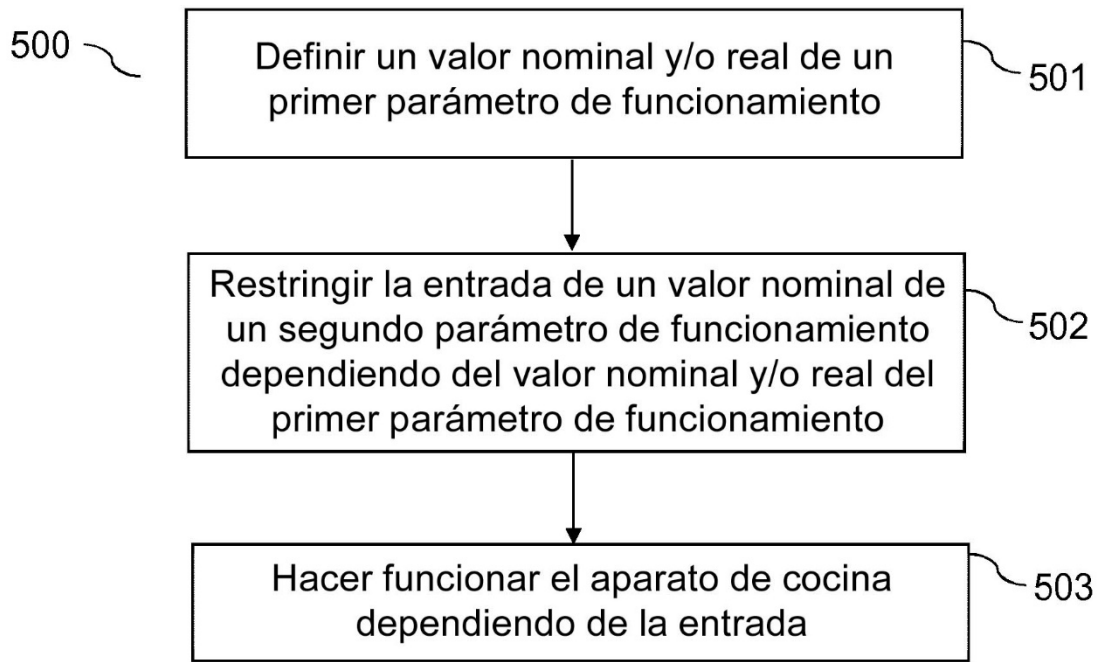 500
Definir un valor nominal y/o real de un
primer parámetro de funcionamiento
501
Restringir la entrada de un valor nominal de
un segundo parámetro de funcionamiento
dependiendo del valor nominal y/o real del
primer parámetro de funcionamiento
502
Hacer funcionar el aparato de cocina
dependiendo de la entrada
503